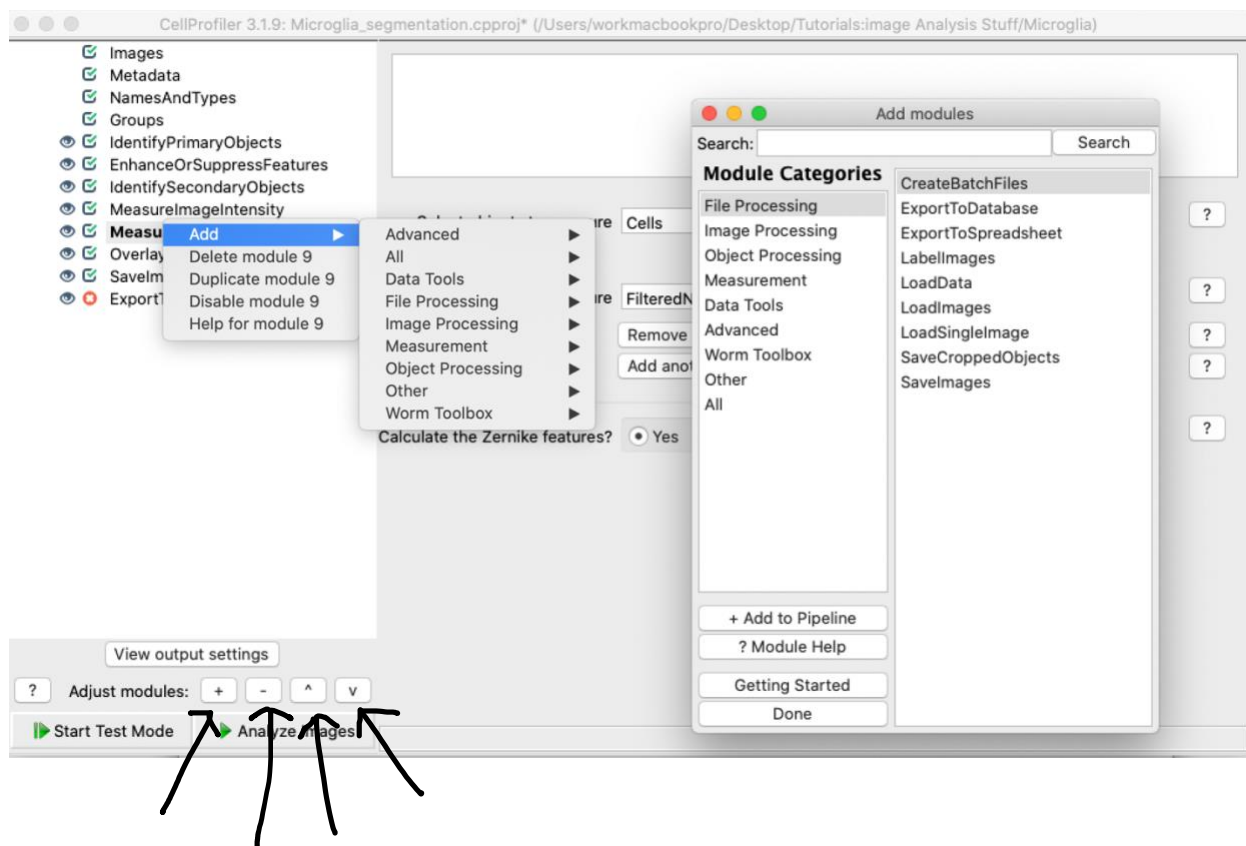 CellProfiler 3.1.9: Microglia_segmentation.cpproj* (/Users/workmacbookpro/Desktop/Tutorials:image Analysis Stuff/Microglia)
Images
Metadata
NamesAndTypes
Groups
IdentifyPrimaryObjects
EnhanceOrSuppressFeatures
IdentifySecondaryObjects
MeasureImageIntensity
Measu
Overlay
SaveIm
Export
Add
Delete module 9
Duplicate module 9
Disable module 9
Help for module 9
Advanced
All
Data Tools
File Processing
Image Processing
Measurement
Object Processing
Other
Worm Toolbox
Cells
?
FilteredN
?
Remove
?
Add anot
?
Calculate the Zernike features?
Yes
?
Add modules
Search:
Search
Module Categories
File Processing
Image Processing
Object Processing
Measurement
Data Tools
Advanced
Worm Toolbox
Other
All
CreateBatchFiles
ExportToDatabase
ExportToSpreadsheet
LabelImages
LoadData
LoadImages
LoadSingleImage
SaveCroppedObjects
SaveImages
+ Add to Pipeline
? Module Help
Getting Started
Done
View output settings
? Adjust modules: + - ^ v
Start Test Mode
Analyze Images